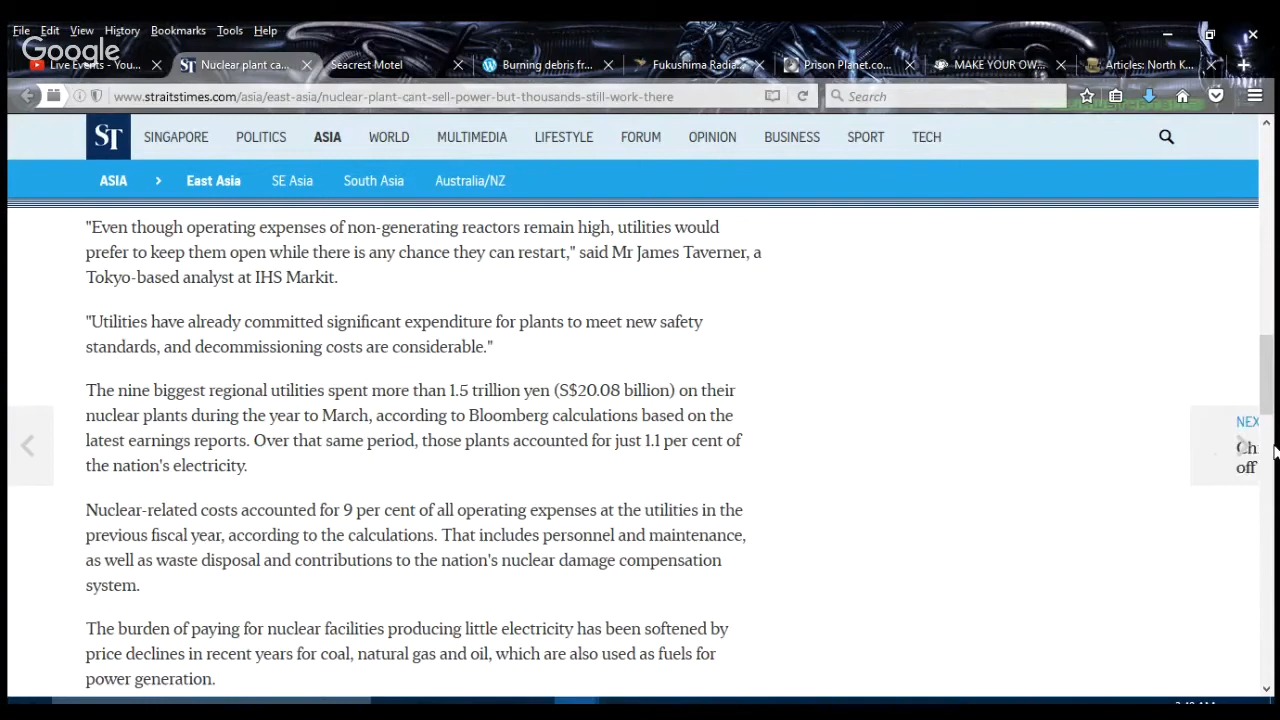 File Edit View History Bookmarks Tools Help
Google
Live Events - You... Nuclear plant ca... Seacrest Motel Burning debris fr... Fukushima Radia... Prison Planet.co... MAKE YOUR OW... Articles: North K...
www.straitstimes.com/asia/east-asia/nuclear-plant-cant-sell-power-but-thousands-still-work-there Search
ST SINGAPORE POLITICS ASIA WORLD MULTIMEDIA LIFESTYLE FORUM OPINION BUSINESS SPORT TECH
ASIA > East Asia SE Asia South Asia Australia/NZ
"Even though operating expenses of non-generating reactors remain high, utilities would
prefer to keep them open while there is any chance they can restart," said Mr James Taverner, a
Tokyo-based analyst at IHS Markit.
"Utilities have already committed significant expenditure for plants to meet new safety
standards, and decommissioning costs are considerable."
The nine biggest regional utilities spent more than 1.5 trillion yen (S$20.08 billion) on their
nuclear plants during the year to March, according to Bloomberg calculations based on the
latest earnings reports. Over that same period, those plants accounted for just 1.1 per cent of
the nation's electricity.
NEX
Ch
off
Nuclear-related costs accounted for 9 per cent of all operating expenses at the utilities in the
previous fiscal year, according to the calculations. That includes personnel and maintenance,
as well as waste disposal and contributions to the nation's nuclear damage compensation
system.
The burden of paying for nuclear facilities producing little electricity has been softened by
price declines in recent years for coal, natural gas and oil, which are also used as fuels for
power generation.